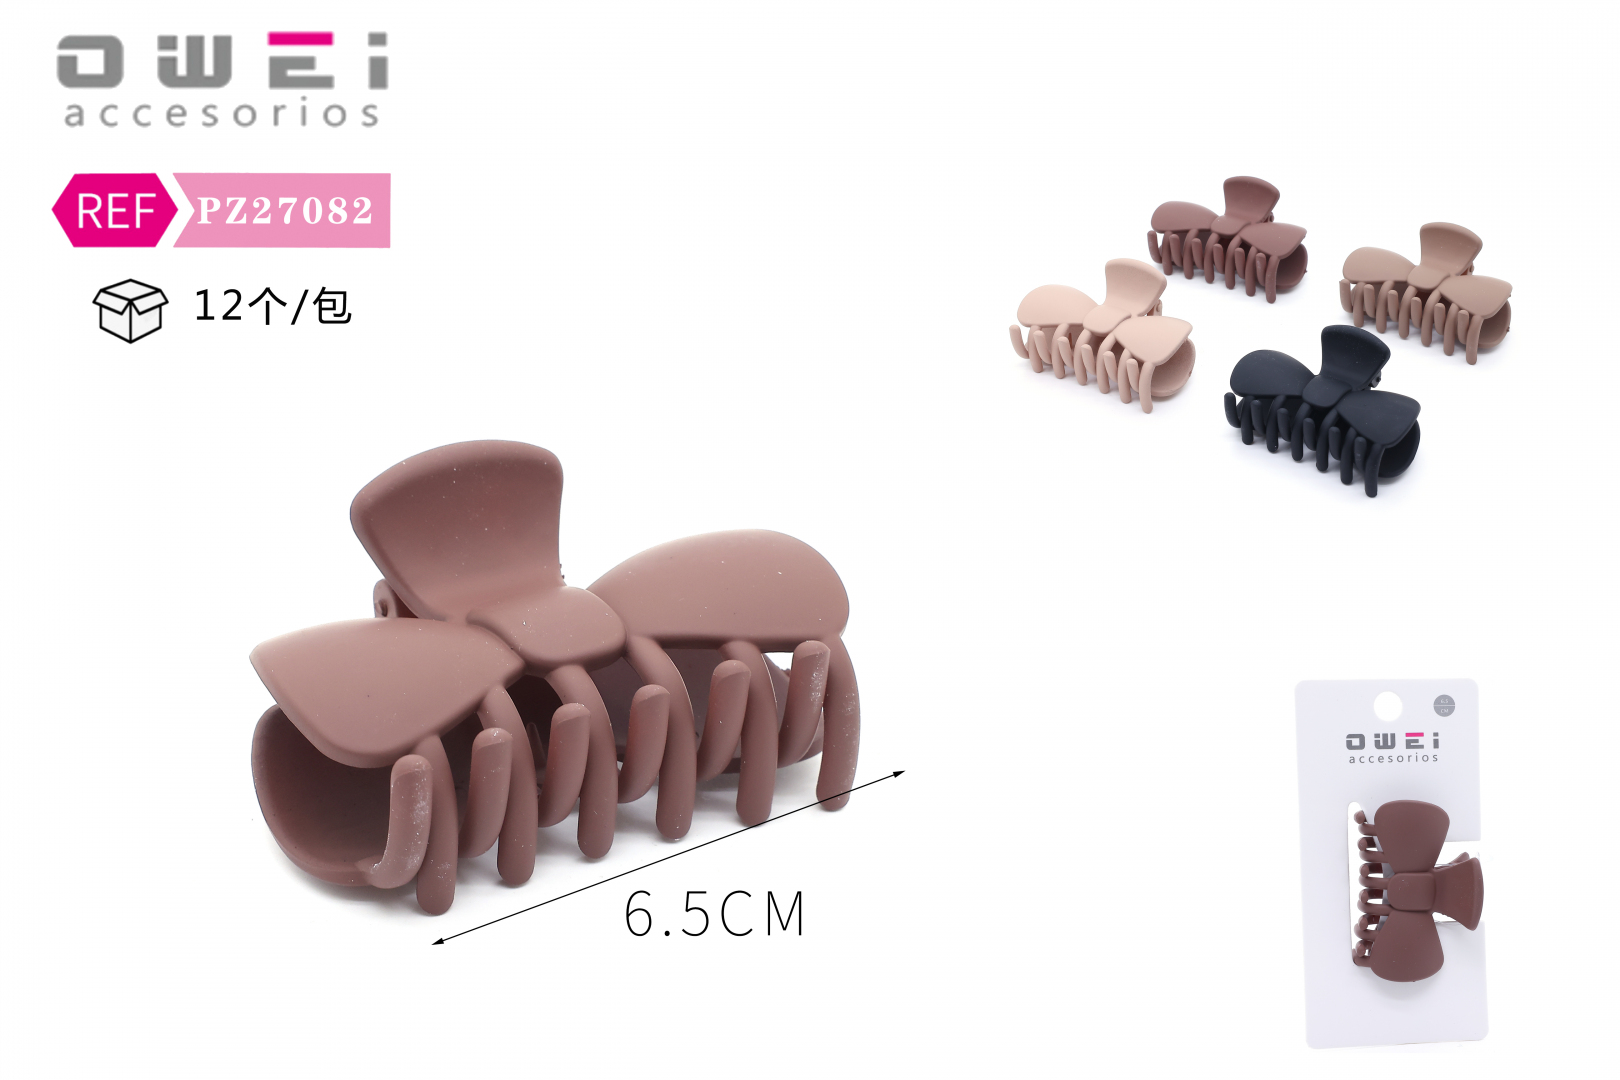 OWEi
accesorios
REF PZ27082
12个/包
6.5CM
OWEi
accesorios